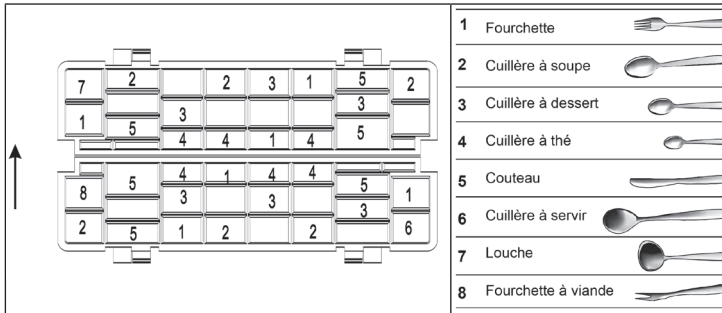 7 2 2 3 1 5 2
3
3
1 5 5
4 4 1 4
4 1 4 4
5 5
8 3 3 1
3
2 5 1 2 2 6
1 Fourchette
2 Cuillère à soupe
3 Cuillère à dessert
4 Cuillère à thé
5 Couteau
6 Cuillère à servir
7 Louche
8 Fourchette à viande